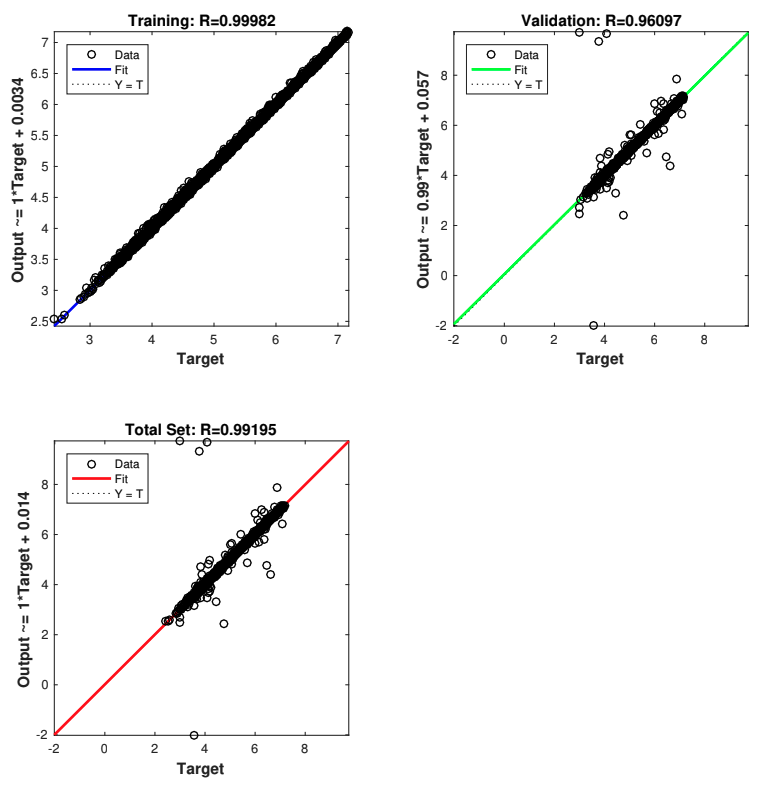 Training: R=0.99982
Data
Fit
Y = T
Output ~= 1*Target + 0.0034
7
6.5
6
5.5
5
4.5
4
3.5
3
2.5
3 4 5 6 7
Target
Validation: R=0.96097
Data
Fit
Y = T
Output ~= 0.99*Target + 0.057
8
6
4
2
0
-2
-2 0 2 4 6 8
Target
Total Set: R=0.99195
Data
Fit
Y = T
Output ~= 1*Target + 0.014
8
6
4
2
0
-2
-2 0 2 4 6 8
Target